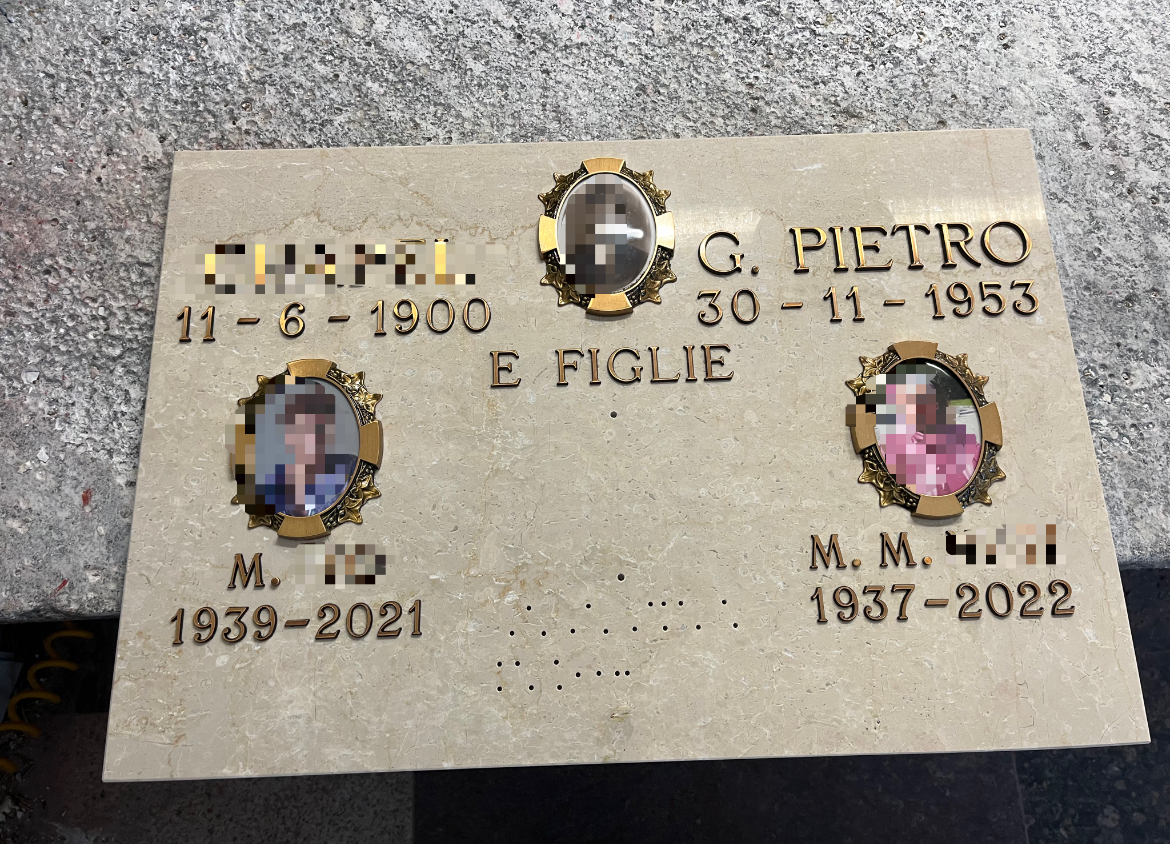 G. PIETRO
11 - 6 - 1900
30 - 11 - 1953
E FIGLIE
M.
1939-2021
M. M.
1937-2022